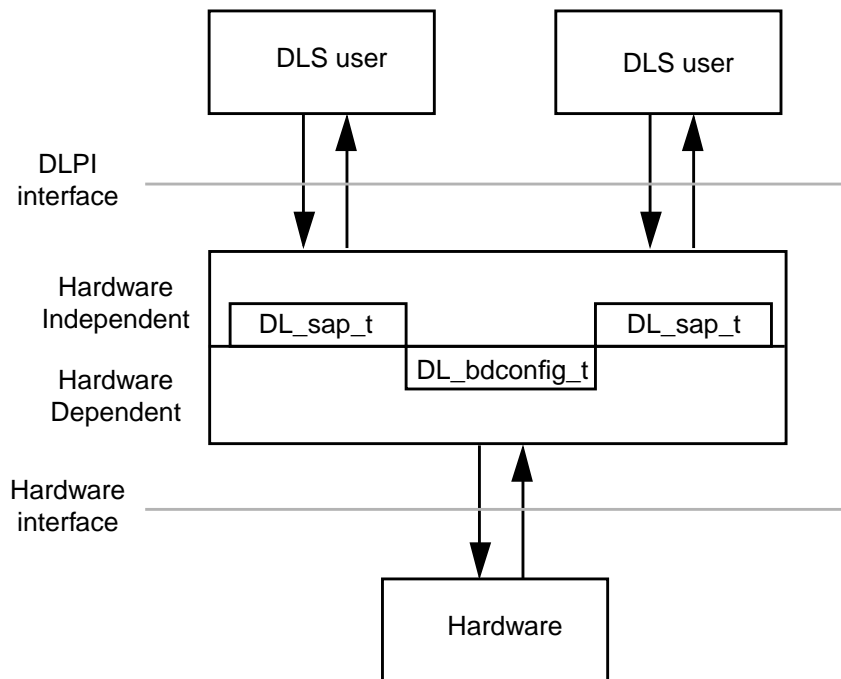 DLS user
DLS user
DLPI
interface
Hardware
Independent
DL_sap_t
DL_sap_t
DL_bdconfig_t
Hardware
Dependent
Hardware
interface
Hardware